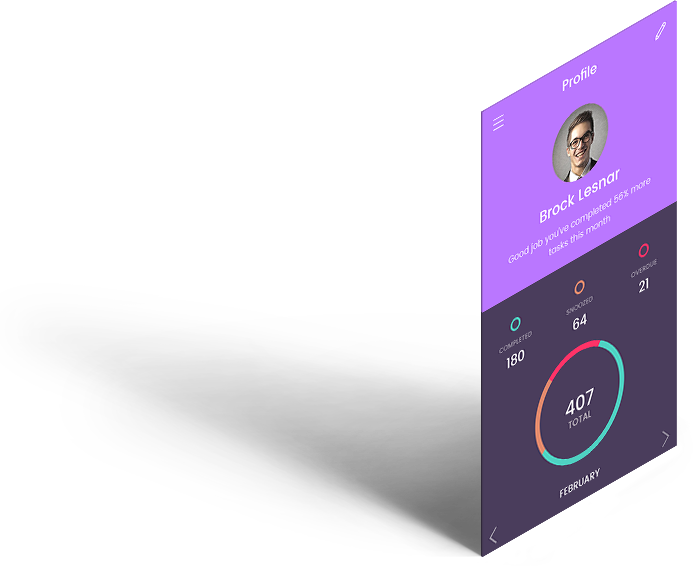 Profile
Brock Lesnar
Good job you've completed 56% more
tasks this month
COMPLETED
180
SNOOZED
64
OVERDUE
21
407
TOTAL
FEBRUARY